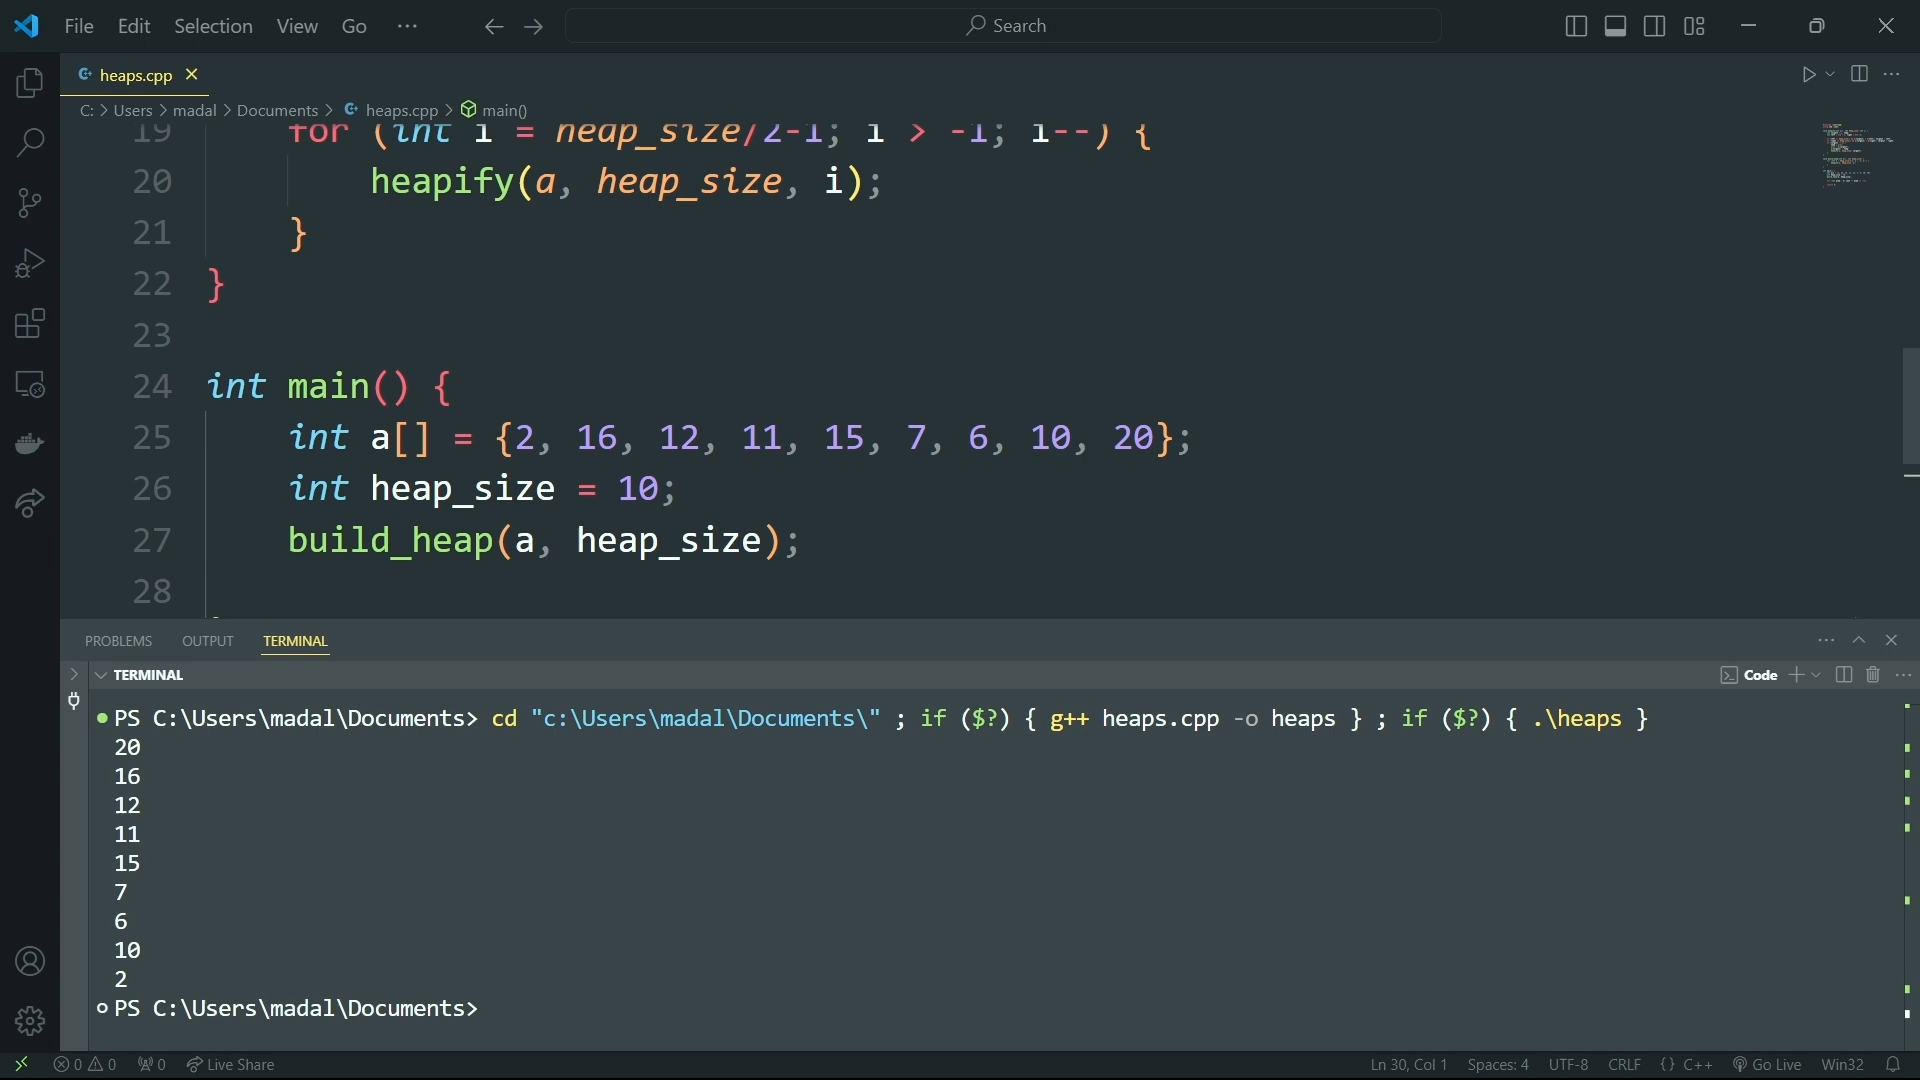 File Edit Selection View Go ··· Search
heaps.cpp
C: > Users > madal > Documents > heaps.cpp > main()
19 for (int i = heap_size/2-1; i > -1; i--) {
20 heapify(a, heap_size, i);
21 }
22 }
23
24 int main() {
25 int a[] = {2, 16, 12, 11, 15, 7, 6, 10, 20};
26 int heap_size = 10;
27 build_heap(a, heap_size);
28
PROBLEMS OUTPUT TERMINAL
TERMINAL Code
PS C:\Users\madal\Documents> cd "c:\Users\madal\Documents\" ; if ($?) { g++ heaps.cpp -o heaps } ; if ($?) { .\heaps }
20
16
12
11
15
7
6
10
2
PS C:\Users\madal\Documents>
0 0 0 Live Share Ln 30, Col 1 Spaces: 4 UTF-8 CRLF {} C++ Go Live Win32